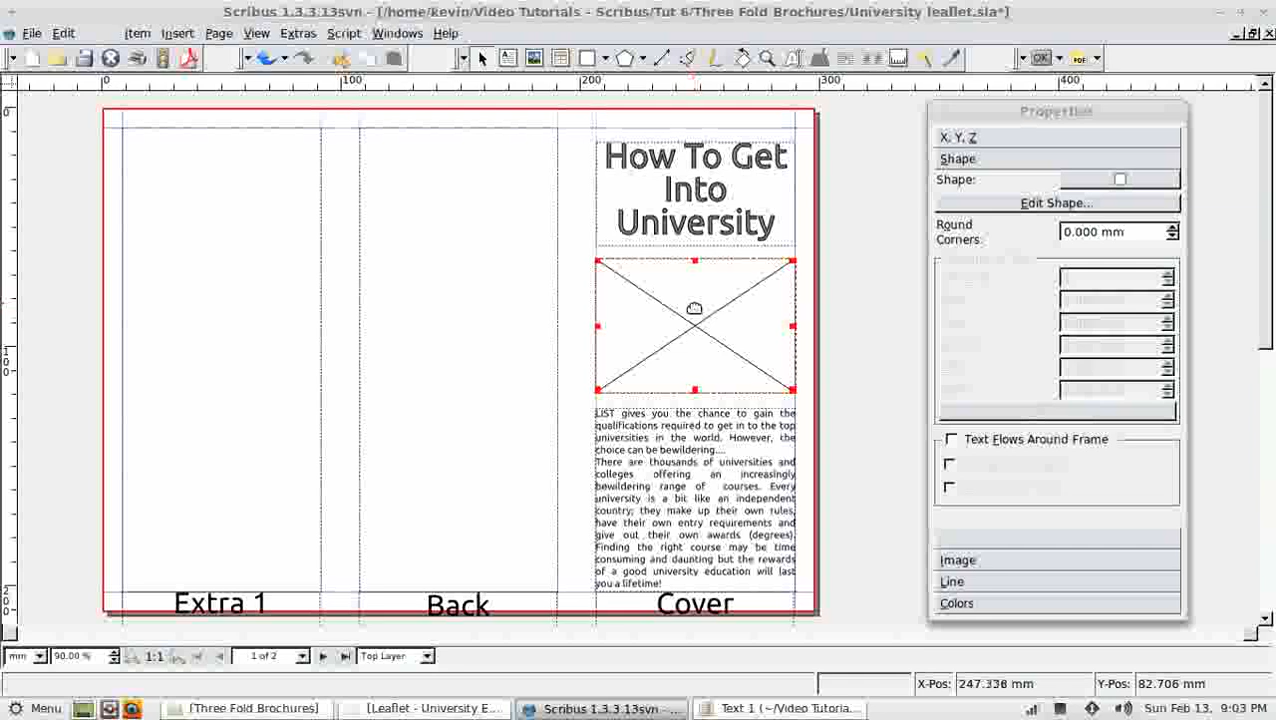 Scribus 1.3.3.13svn - [/home/kevin/Video Tutorials - Scribus/Tut 6/Three Fold Brochures/University leaflet.sla*]
File Edit Item Insert Script Page View Extras Windows Help
0 100 200 300 400
How To Get
Into
University
LIST gives you the chance to gain the
qualifications required to get in to the top
universities in the world. However, the
choice can be bewildering....
There are thousands of universities and
colleges offering an increasingly
bewildering range of courses. Every
university is a bit like an independent
country; they make up their own rules,
have their own entry requirements and
give out their own awards (degrees).
Finding the right course may be time
consuming and daunting but the rewards
of a good university education will last
you a lifetime!
Extra 1 Back Cover
Properties
X, Y, Z
Shape
Shape:
Edit Shape...
Round
Corners:
0.000 mm
Text Flows Around Frame
Image
Line
Colors
mm 90.00 % 1:1 1 of 2 Top Layer
X-Pos: 247.338 mm Y-Pos: 82.706 mm
Menu [Three Fold Brochures] [Leaflet - University E... Scribus 1.3.3.13svn - ... Text 1 (~/Video Tutoria... Sun Feb 13, 9:03 PM